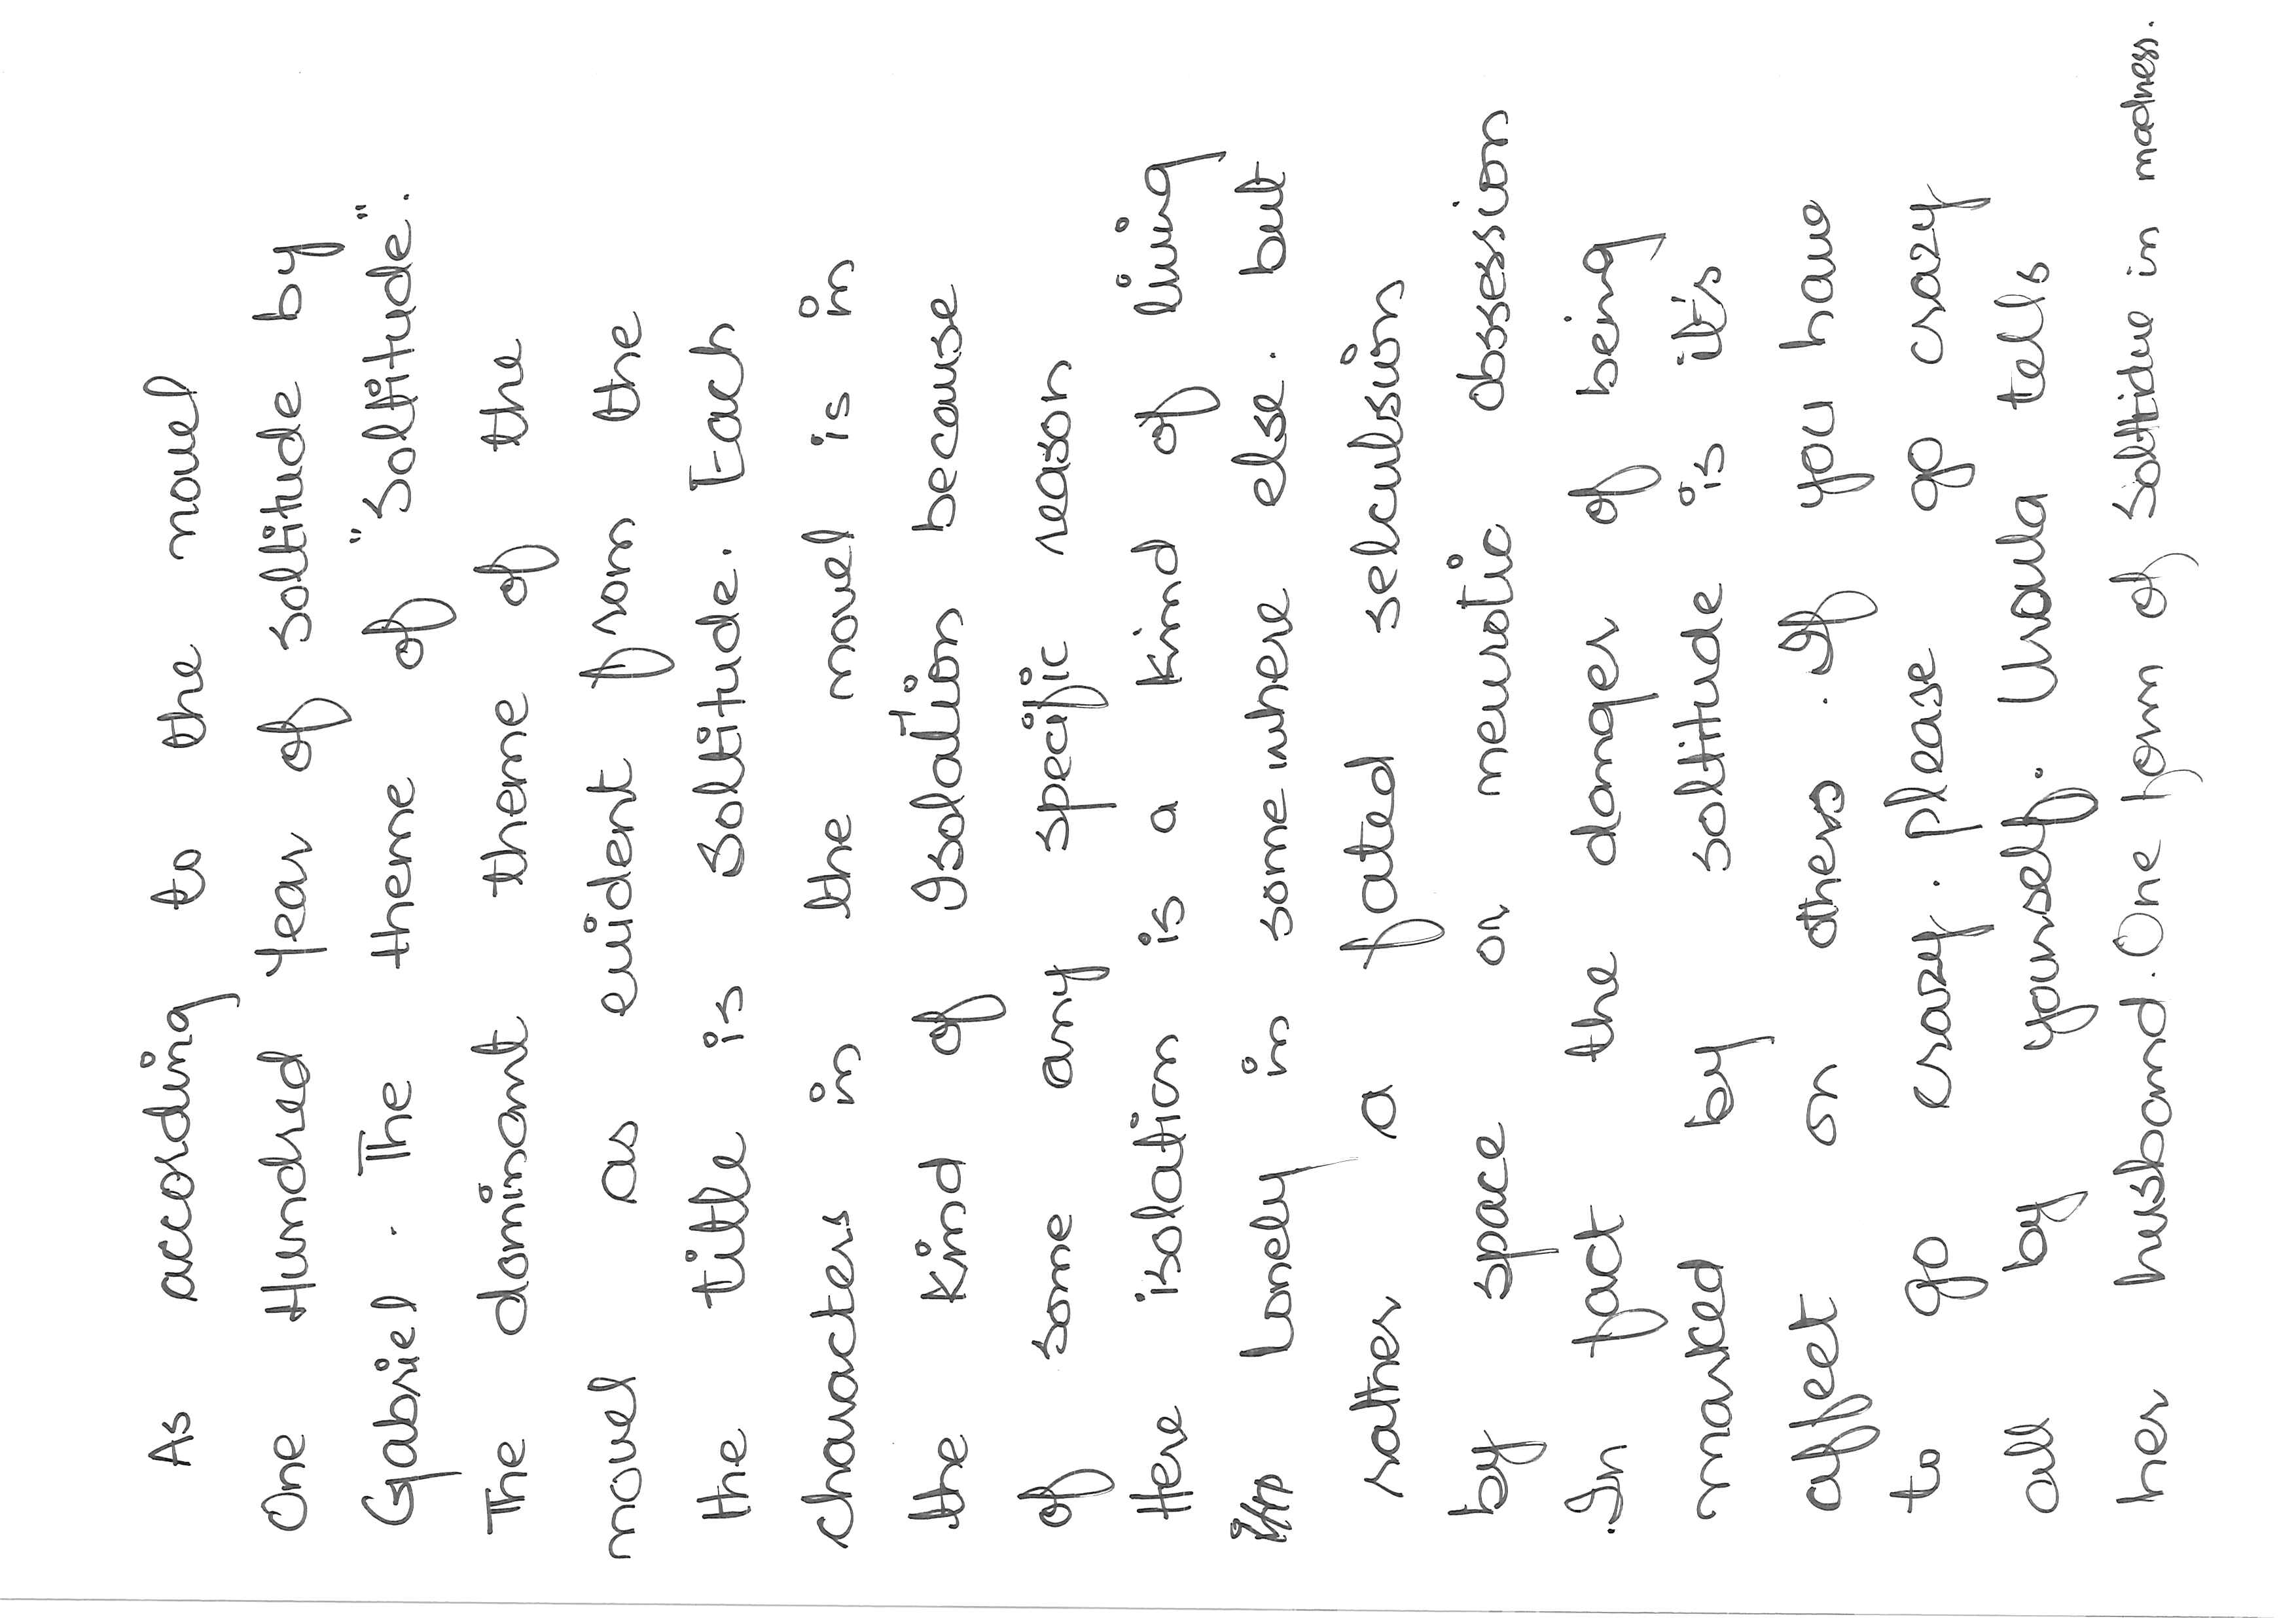 As according to the novel
One Hundred Year of Soltitude by
Gabriel. The theme of "Soltitude".
The dominant theme of the
novel as evident from the
the title is Soltitude. Each
characters in the novel is in
the kind of Isolation because
of some any specific reason
Here isolation is a kind of living
lonely in somewhere else. but
rather a fated selculsion
by space or neurotic obssession
.In fact the danger of being
marked by soltitude is it's
affect on others. If you have
to go crazy. please go crazy
all by yourself. Ursula tells
her husband. One form of Solttidue in madness.